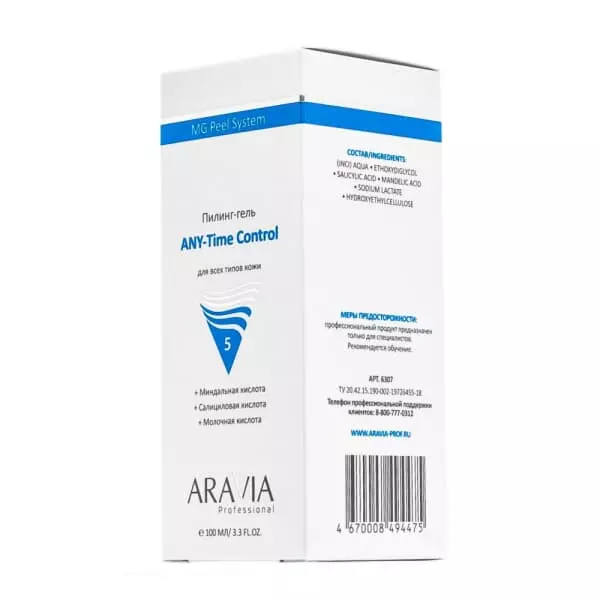 MG Peel System
Пилинг-гель
ANY-Time Control
для всех типов кожи
5
+ Миндальная кислота
+ Салициловая кислота
+ Молочная кислота
ARAVIA
Professional
℮ 100 МЛ/ 3.3 FL.OZ.
СОСТАВ/INGREDIENTS:
(INCI) AQUA • ETHOXYDIGLYCOL
• SALICYLIC ACID • MANDELIC ACID
• SODIUM LACTATE
• HYDROXYETHYLCELLULOSE
МЕРЫ ПРЕДОСТОРОЖНОСТИ:
профессиональный продукт предназначен
только для специалистов.
Рекомендуется обучение.
АРТ. 6307
ТУ 20.42.15.190-002-19726455-18
Телефон профессиональной поддержки
клиентов: 8-800-777-0312
WWW.ARAVIA-PROF.RU
4 670008 494475